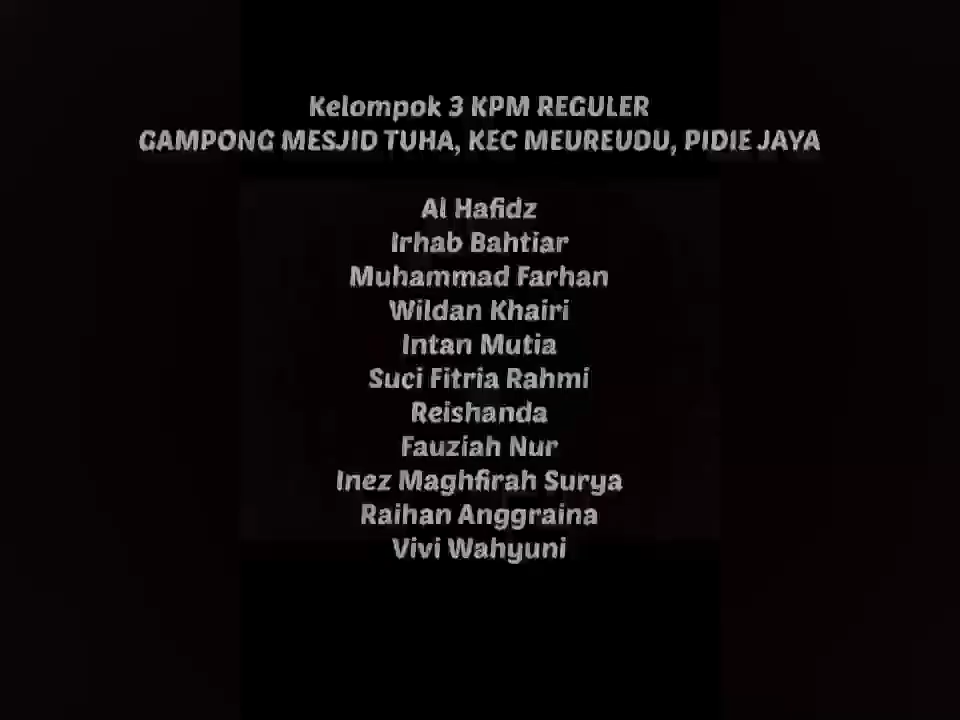 Kelompok 3 KPM REGULER
GAMPONG MESJID TUHA, KEC MEUREUDU, PIDIE JAYA
Al Hafidz
Irhab Bahtiar
Muhammad Farhan
Wildan Khairi
Intan Mutia
Suci Fitria Rahmi
Reishanda
Fauziah Nur
Inez Maghfirah Surya
Raihan Anggraina
Vivi Wahyuni